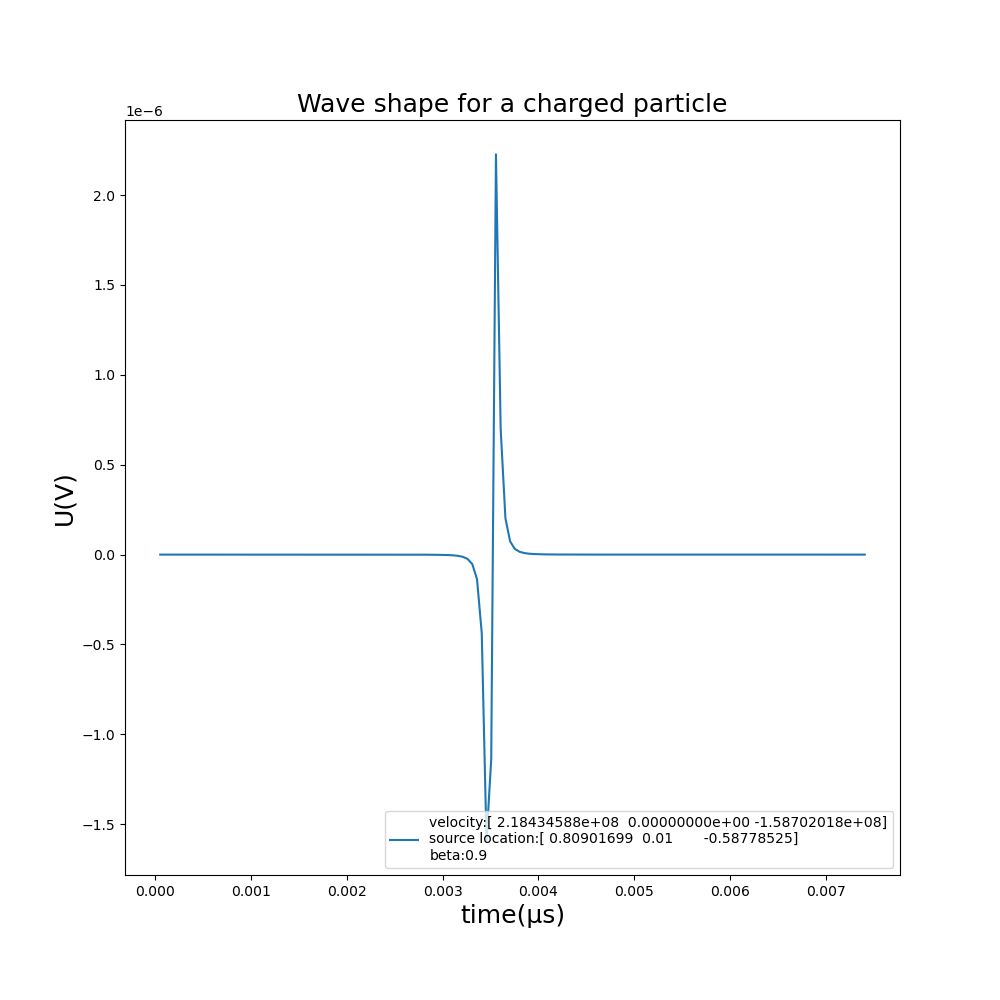 Wave shape for a charged particle
1e−6
2.0
1.5
1.0
0.5
0.0
−0.5
−1.0
−1.5
U(V)
velocity:[ 2.18434588e+08  0.00000000e+00 -1.58702018e+08]
source location:[ 0.80901699  0.01       -0.58778525]
beta:0.9
0.000 0.001 0.002 0.003 0.004 0.005 0.006 0.007
time(μs)